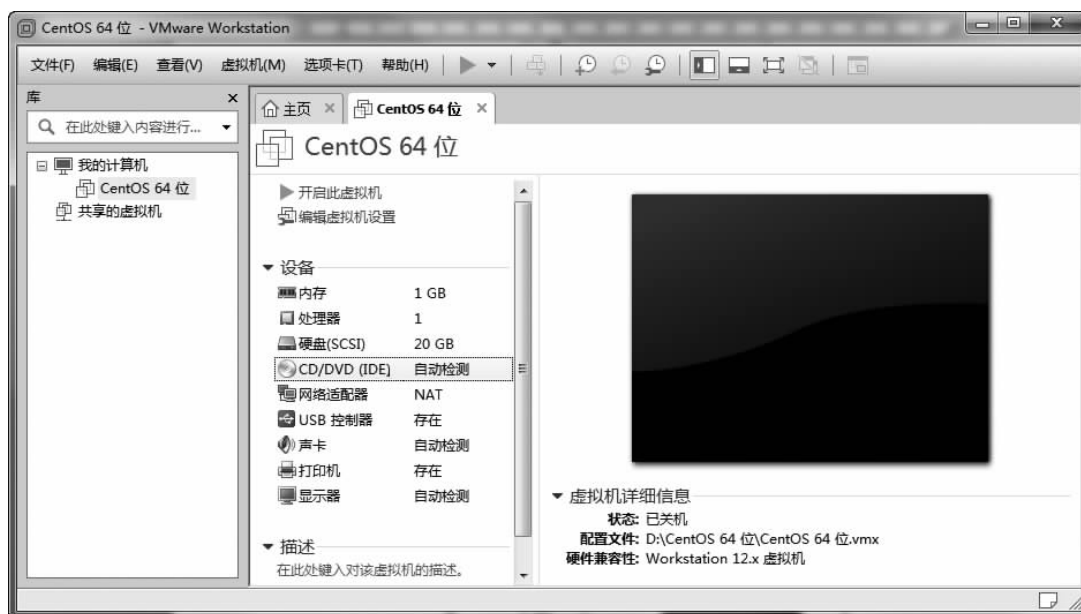 CentOS 64 位 - VMware Workstation
文件(F) 编辑(E) 查看(V) 虚拟机(M) 选项卡(T) 帮助(H)
库
在此处键入内容进行...
我的计算机
CentOS 64 位
共享的虚拟机
主页 CentOS 64 位
CentOS 64 位
开启此虚拟机
编辑虚拟机设置
设备
内存 1 GB
处理器 1
硬盘(SCSI) 20 GB
CD/DVD (IDE) 自动检测
网络适配器 NAT
USB 控制器 存在
声卡 自动检测
打印机 存在
显示器 自动检测
描述
在此处键入对该虚拟机的描述。
虚拟机详细信息
状态: 已关机
配置文件: D:\CentOS 64 位\CentOS 64 位.vmx
硬件兼容性: Workstation 12.x 虚拟机